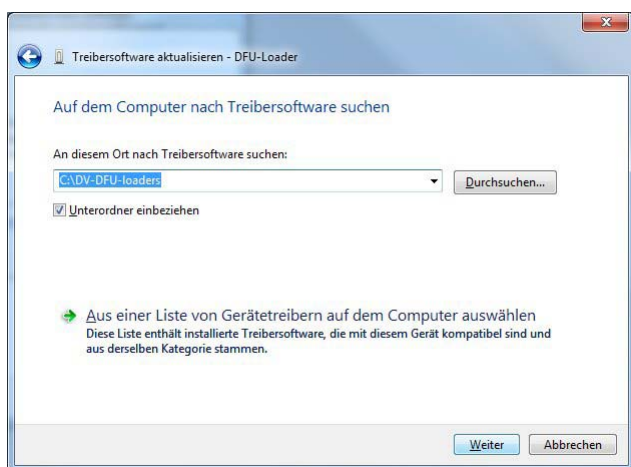 Treibersoftware aktualisieren - DFU-Loader
Auf dem Computer nach Treibersoftware suchen
An diesem Ort nach Treibersoftware suchen:
C:\DV-DFU-loaders
Durchsuchen...
Unterordner einbeziehen
Aus einer Liste von Gerätetreibern auf dem Computer auswählen
Diese Liste enthält installierte Treibersoftware, die mit diesem Gerät kompatibel sind und
aus derselben Kategorie stammen.
Weiter
Abbrechen